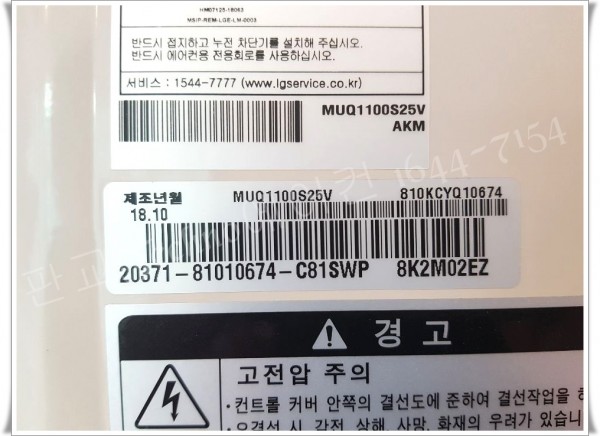 HM07125-18063
MSIP-REM-LGE-LM-0003
반드시 접지하고 누전 차단기를 설치해 주십시오.
반드시 에어컨용 전용회로를 사용하십시오.
서비스 : 1544-7777 (www.lgservice.co.kr)
MUQ1100S25V
AKM
제조년월 MUQ1100S25V 810KCYQ10674
18.10
20371-81010674-C81SWP 8K2M02EZ
1644-7154
경 고
고전압 주의
·컨트롤 커버 안쪽의 결선도에 준하여 결선작업을 하
·오결선 시 감전, 상해, 사망, 화재의 우려가 있습니